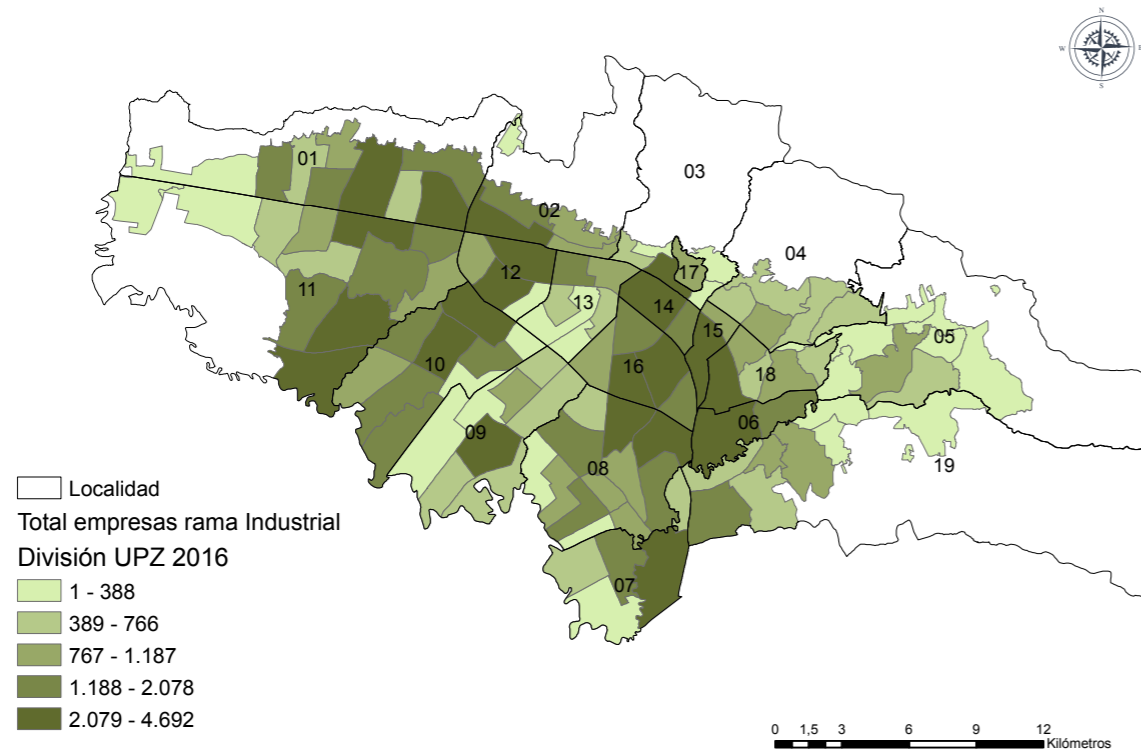 N
W E
S
01
03
02
04
12
17
11
13
14
15
05
10
16
18
09
06
08
19
07
Localidad
Total empresas rama Industrial
División UPZ 2016
1 - 388
389 - 766
767 - 1.187
1.188 - 2.078
2.079 - 4.692
0 1,5 3 6 9 12
Kilómetros